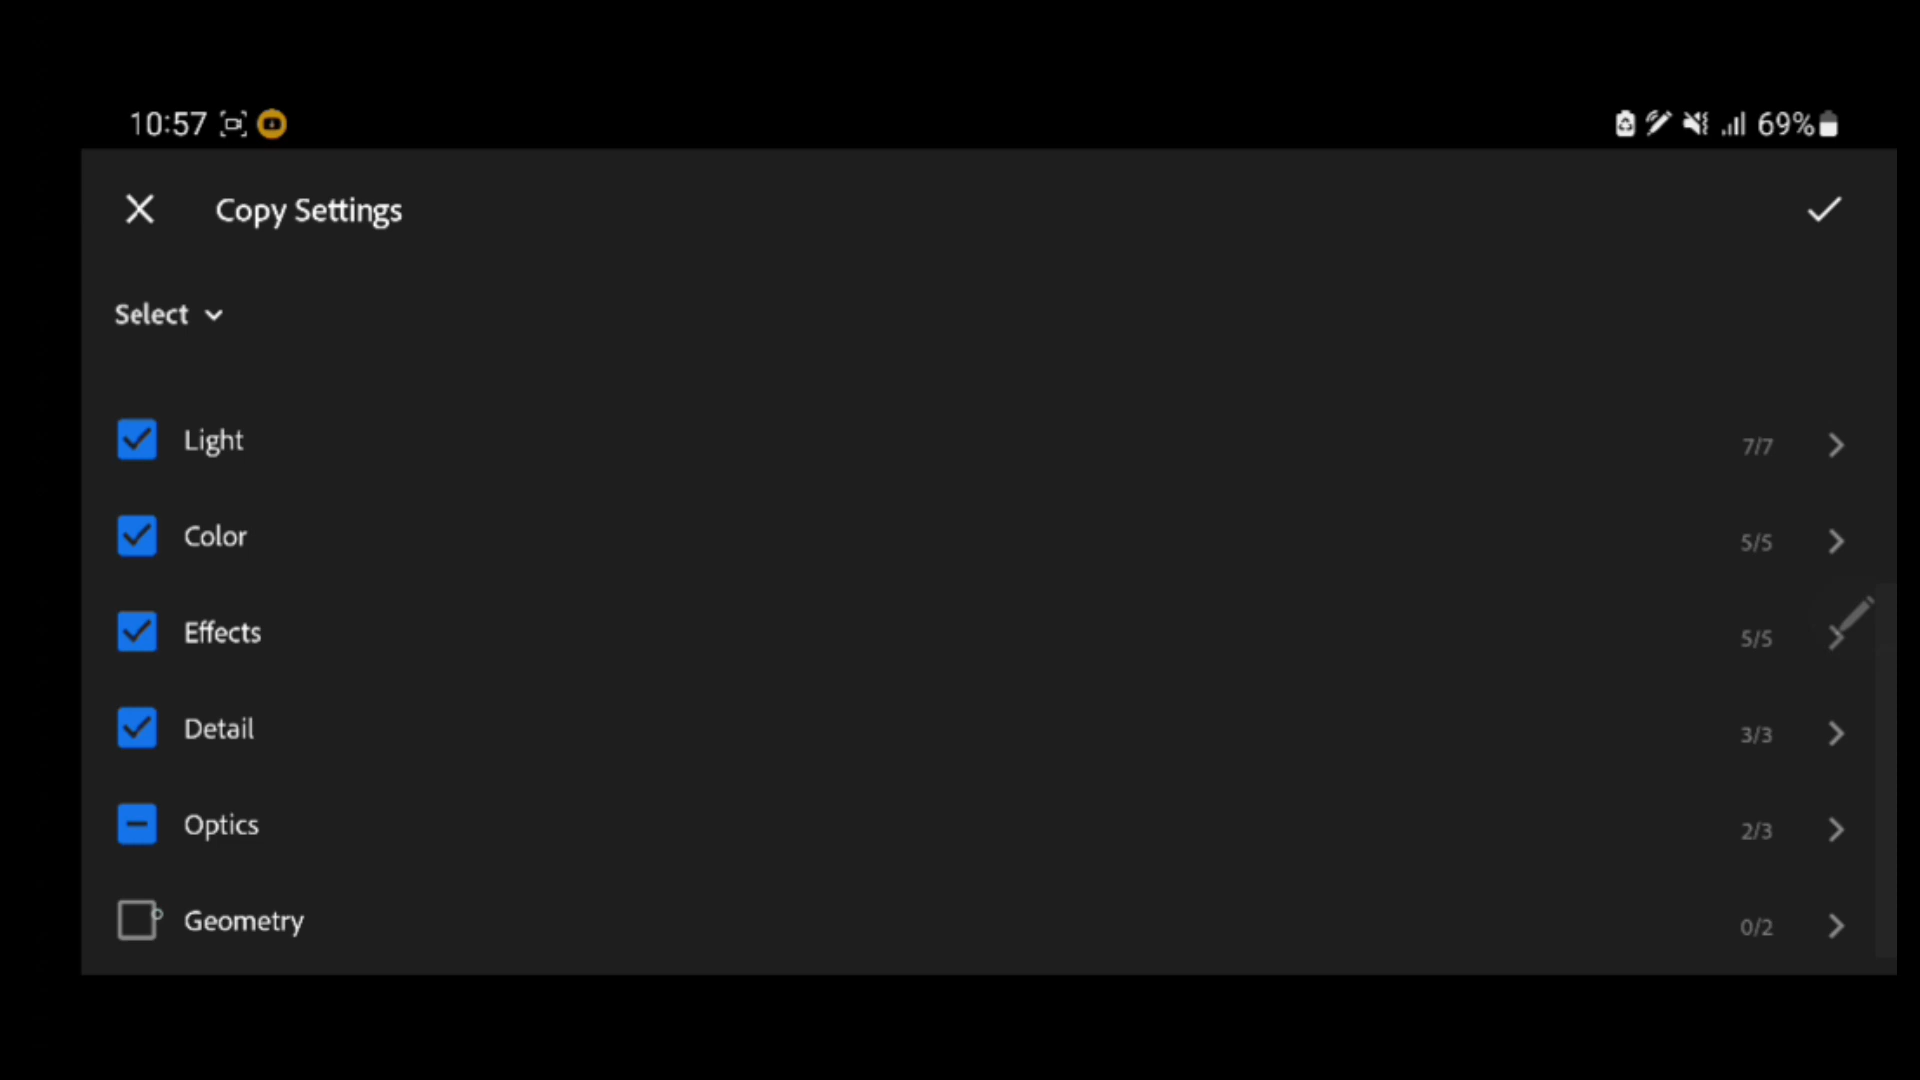 10:57 69%
Copy Settings
Select
Light 7/7
Color 5/5
Effects 5/5
Detail 3/3
Optics 2/3
Geometry 0/2